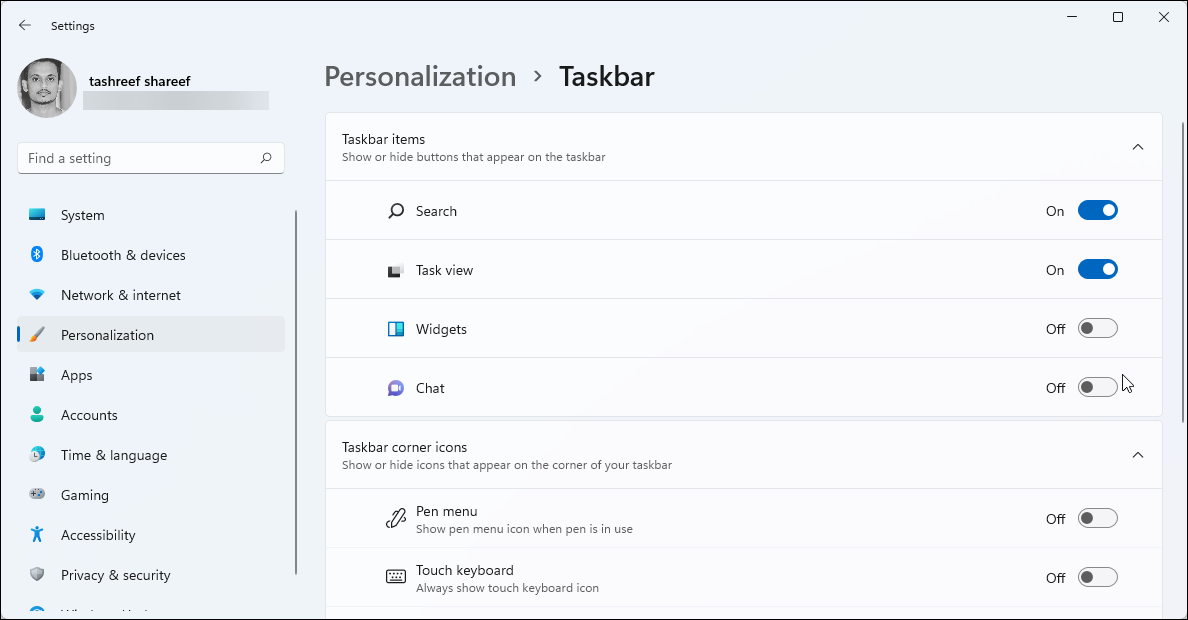 Settings
tashreef shareef
Find a setting
System
Bluetooth & devices
Network & internet
Personalization
Apps
Accounts
Time & language
Gaming
Accessibility
Privacy & security
Personalization › Taskbar
Taskbar items
Show or hide buttons that appear on the taskbar
Search On
Task view On
Widgets Off
Chat Off
Taskbar corner icons
Show or hide icons that appear on the corner of your taskbar
Pen menu
Show pen menu icon when pen is in use
Off
Touch keyboard
Always show touch keyboard icon
Off